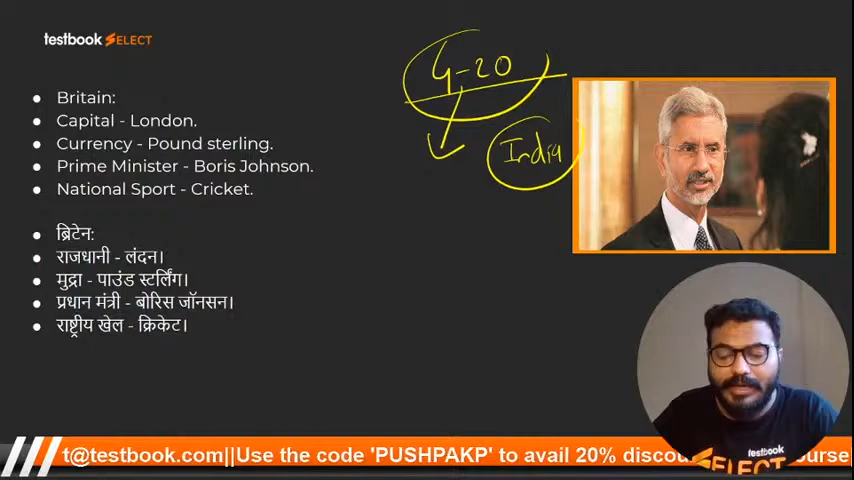 testbook SELECT
Britain:
Capital - London.
Currency - Pound sterling.
Prime Minister - Boris Johnson.
National Sport - Cricket.
ब्रिटेन:
राजधानी - लंदन।
मुद्रा - पाउंड स्टर्लिंग।
प्रधान मंत्री - बोरिस जॉनसन।
राष्ट्रीय खेल - क्रिकेट।
G-20
India
testbook
SELECT
t@testbook.com||Use the code 'PUSHPAKP' to avail 20% discou ourse